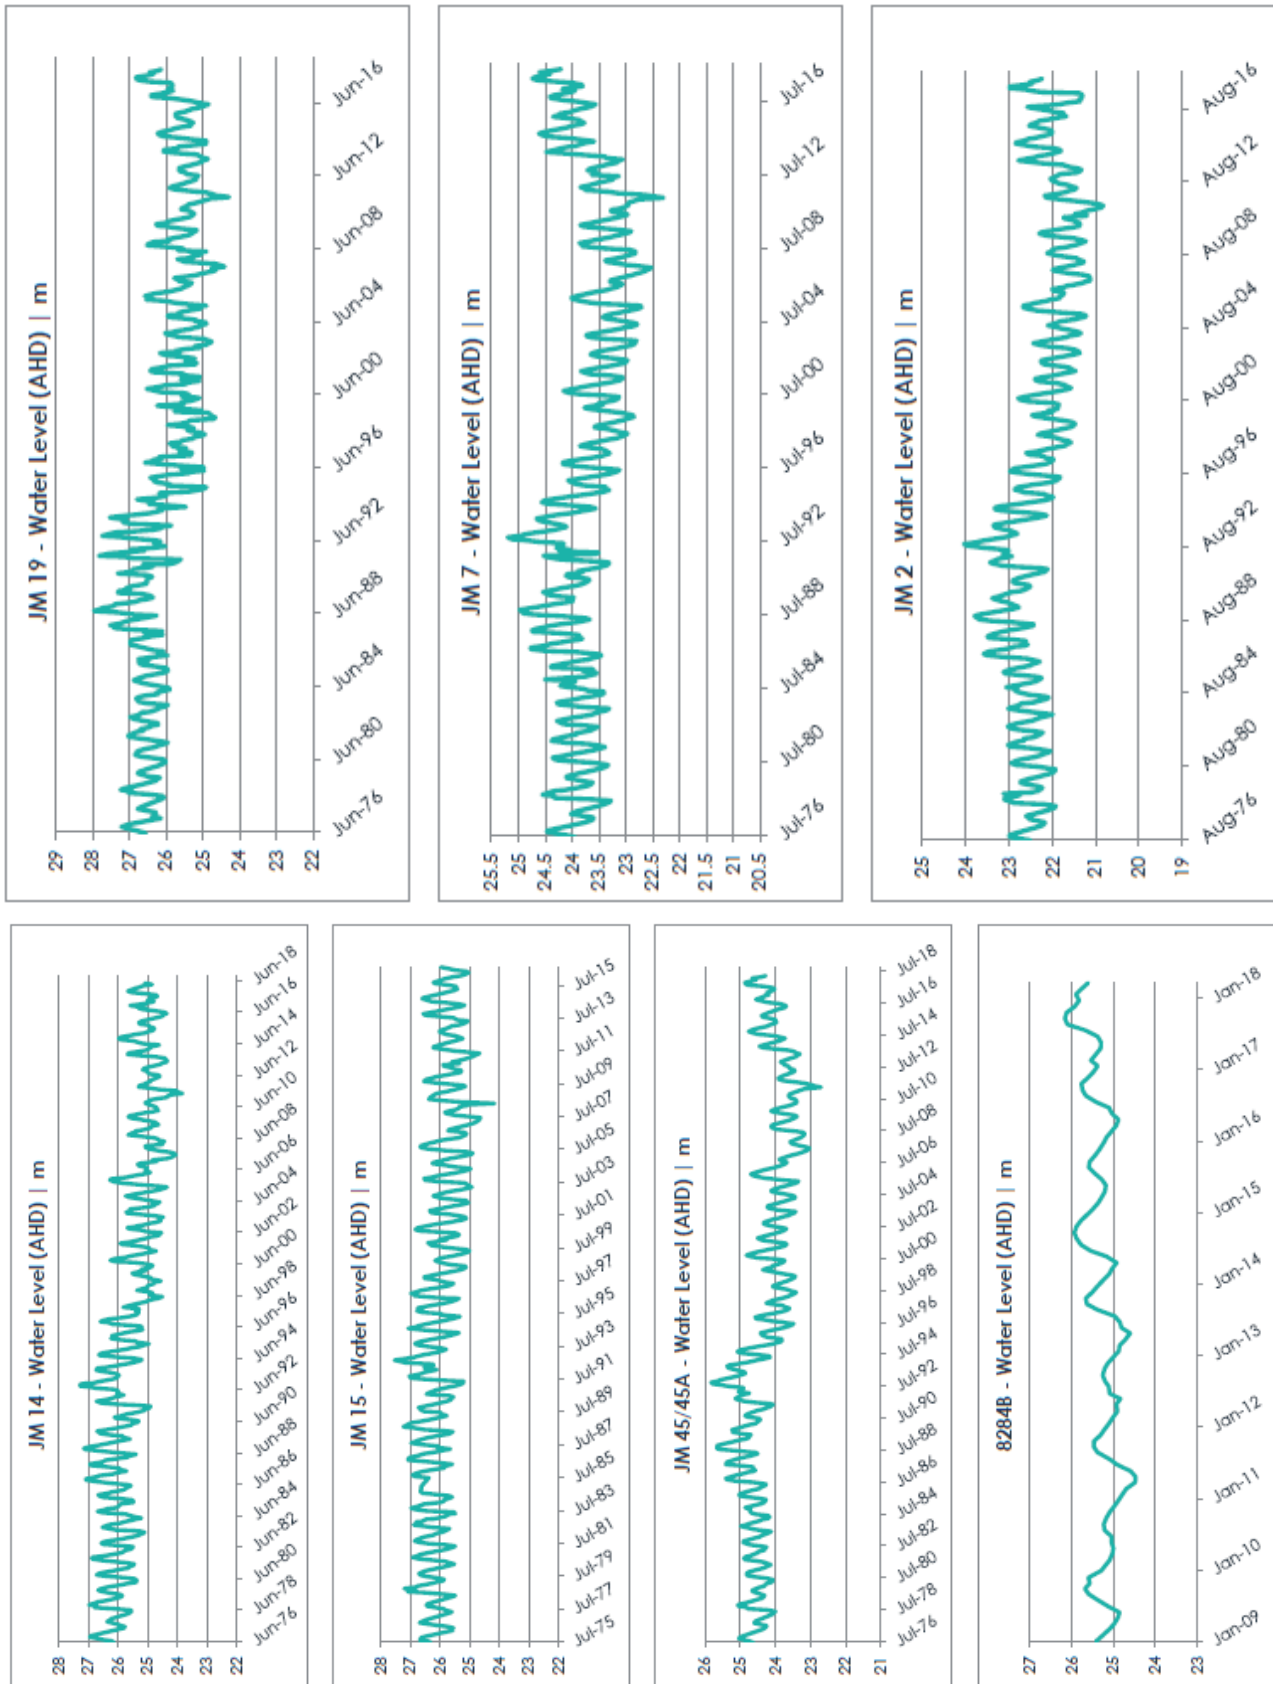 JM 14 - Water Level (AHD) | m
28
27
26
25
24
23
22
Jun-76
Jun-78
Jun-80
Jun-82
Jun-84
Jun-86
Jun-88
Jun-90
Jun-92
Jun-94
Jun-96
Jun-98
Jun-00
Jun-02
Jun-04
Jun-06
Jun-08
Jun-10
Jun-12
Jun-14
Jun-16
Jun-18
JM 15 - Water Level (AHD) | m
28
27
26
25
24
23
22
Jul-75
Jul-77
Jul-79
Jul-81
Jul-83
Jul-85
Jul-87
Jul-89
Jul-91
Jul-93
Jul-95
Jul-97
Jul-99
Jul-01
Jul-03
Jul-05
Jul-07
Jul-09
Jul-11
Jul-13
Jul-15
JM 45/45A - Water Level (AHD) | m
26
25
24
23
22
21
Jul-76
Jul-78
Jul-80
Jul-82
Jul-84
Jul-86
Jul-88
Jul-90
Jul-92
Jul-94
Jul-96
Jul-98
Jul-00
Jul-02
Jul-04
Jul-06
Jul-08
Jul-10
Jul-12
Jul-14
Jul-16
Jul-18
8284B - Water Level (AHD) | m
27
26
25
24
23
Jan-09
Jan-10
Jan-11
Jan-12
Jan-13
Jan-14
Jan-15
Jan-16
Jan-17
Jan-18
JM 19 - Water Level (AHD) | m
29
28
27
26
25
24
23
22
Jun-76
Jun-80
Jun-84
Jun-88
Jun-92
Jun-96
Jun-00
Jun-04
Jun-08
Jun-12
Jun-16
JM 7 - Water Level (AHD) | m
25.5
25
24.5
24
23.5
23
22.5
22
21.5
21
20.5
Jul-76
Jul-80
Jul-84
Jul-88
Jul-92
Jul-96
Jul-00
Jul-04
Jul-08
Jul-12
Jul-16
JM 2 - Water Level (AHD) | m
25
24
23
22
21
20
19
Aug-76
Aug-80
Aug-84
Aug-88
Aug-92
Aug-96
Aug-00
Aug-04
Aug-08
Aug-12
Aug-16